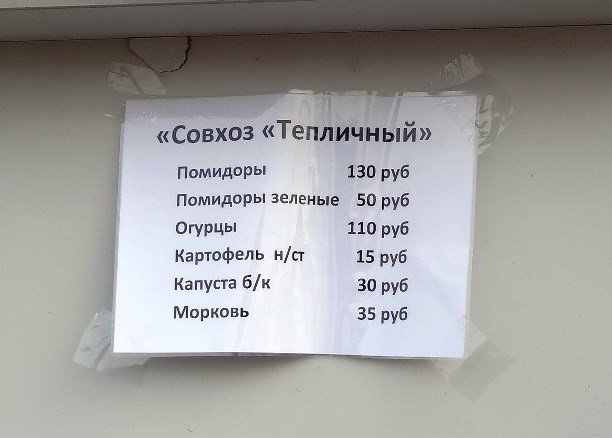 «Совхоз «Тепличный»
Помидоры 130 руб
Помидоры зеленые 50 руб
Огурцы 110 руб
Картофель н/ст 15 руб
Капуста б/к 30 руб
Морковь 35 руб